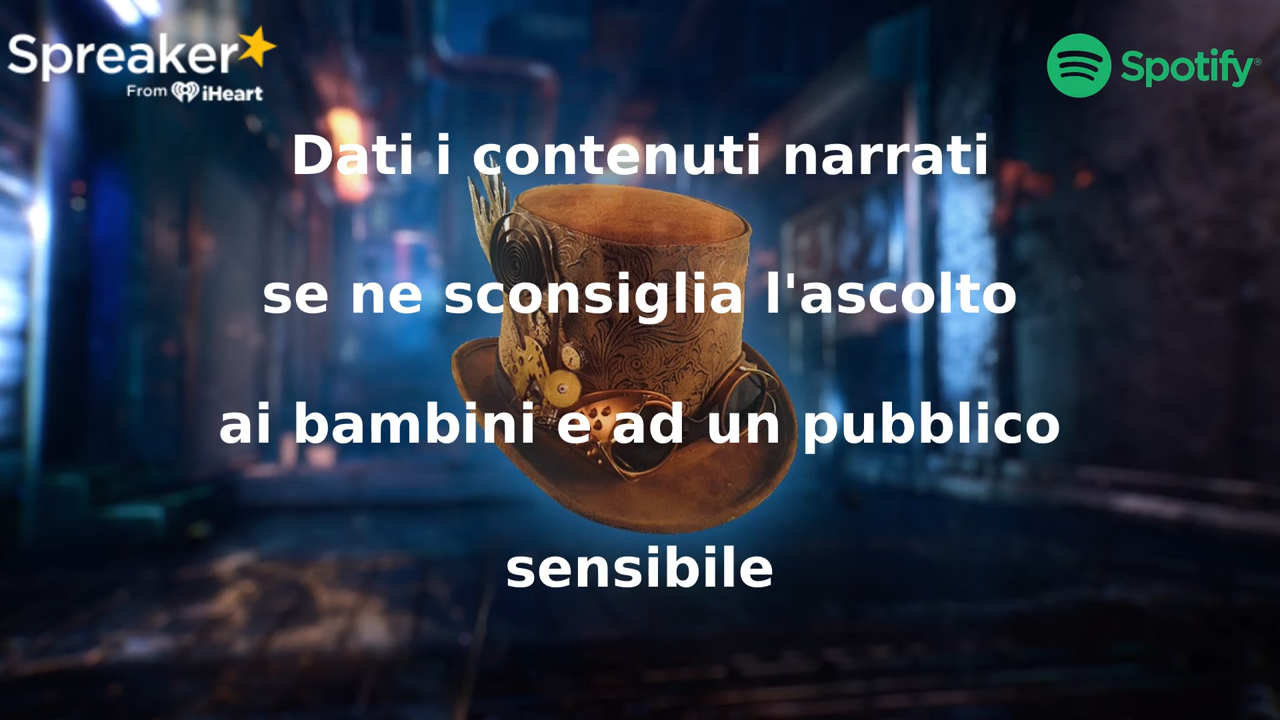 Spreaker
From iHeart
Spotify®
Dati i contenuti narrati
se ne sconsiglia l'ascolto
ai bambini e ad un pubblico
sensibile